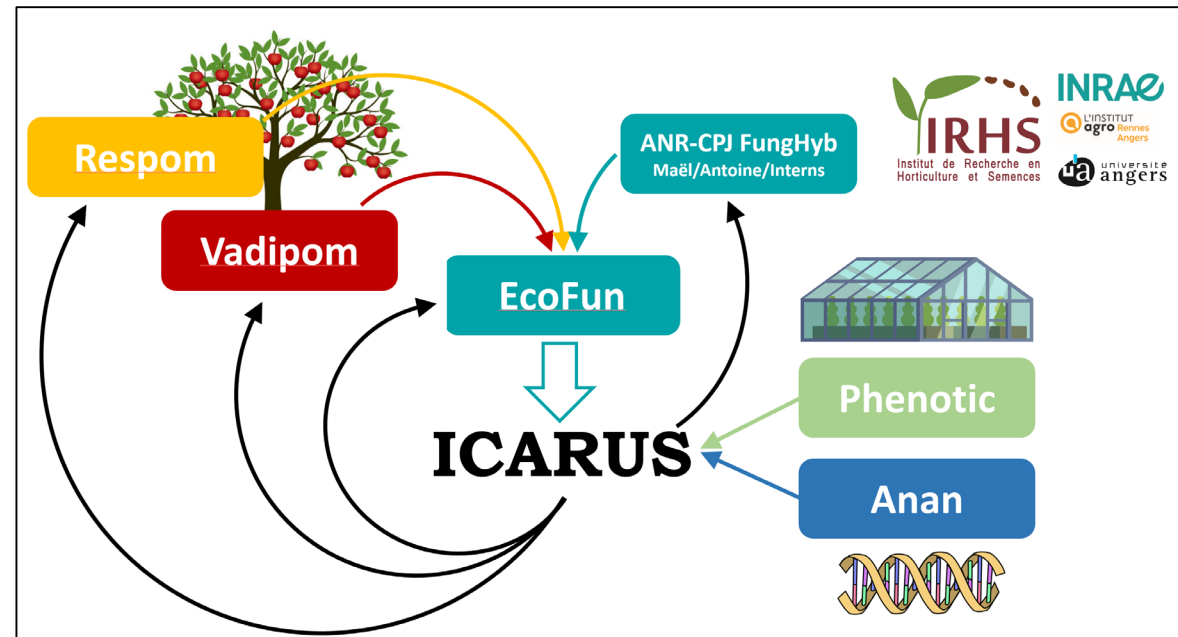 Respom
Vadipom
ANR-CPJ FungHyb
Maël/Antoine/Interns
EcoFun
ICARUS
IRHS
Institut de Recherche en
Horticulture et Semences
INRAE
L'INSTITUT
agro Rennes
Angers
ua université
angers
Phenotic
Anan